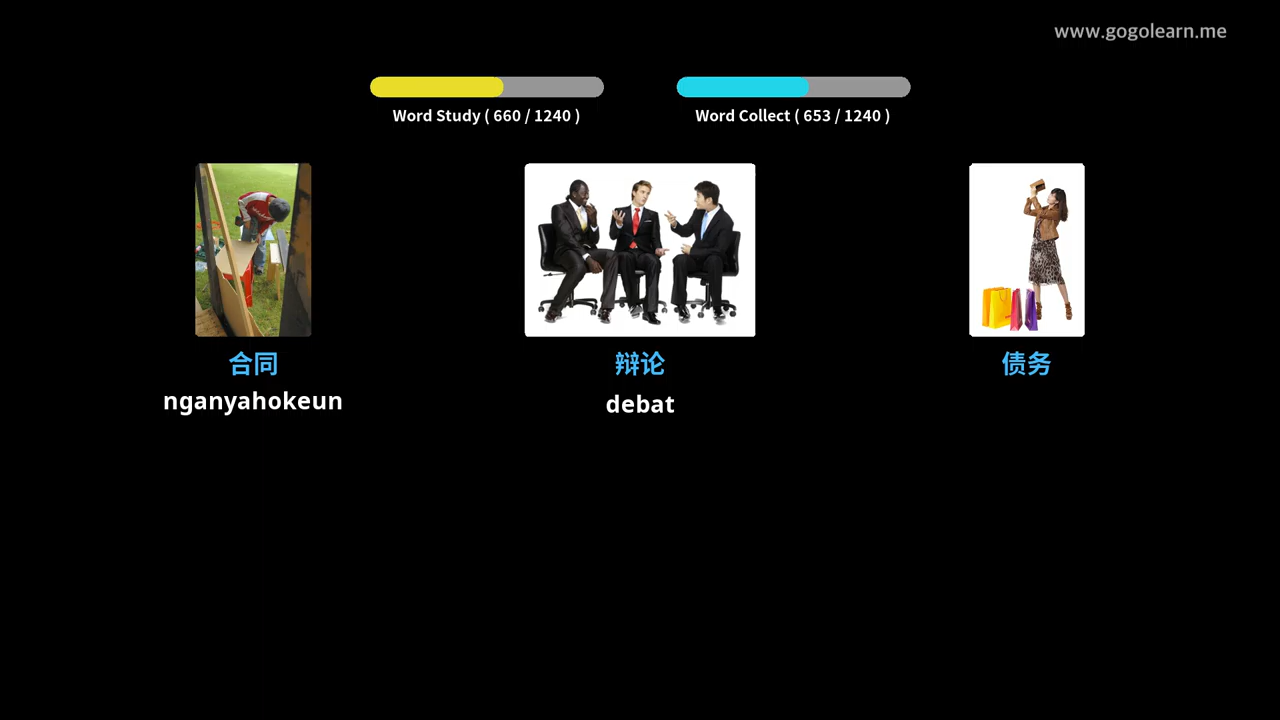 www.gogolearn.me
Word Study ( 660 / 1240 )
Word Collect ( 653 / 1240 )
合同
辩论
债务
nganyahokeun
debat